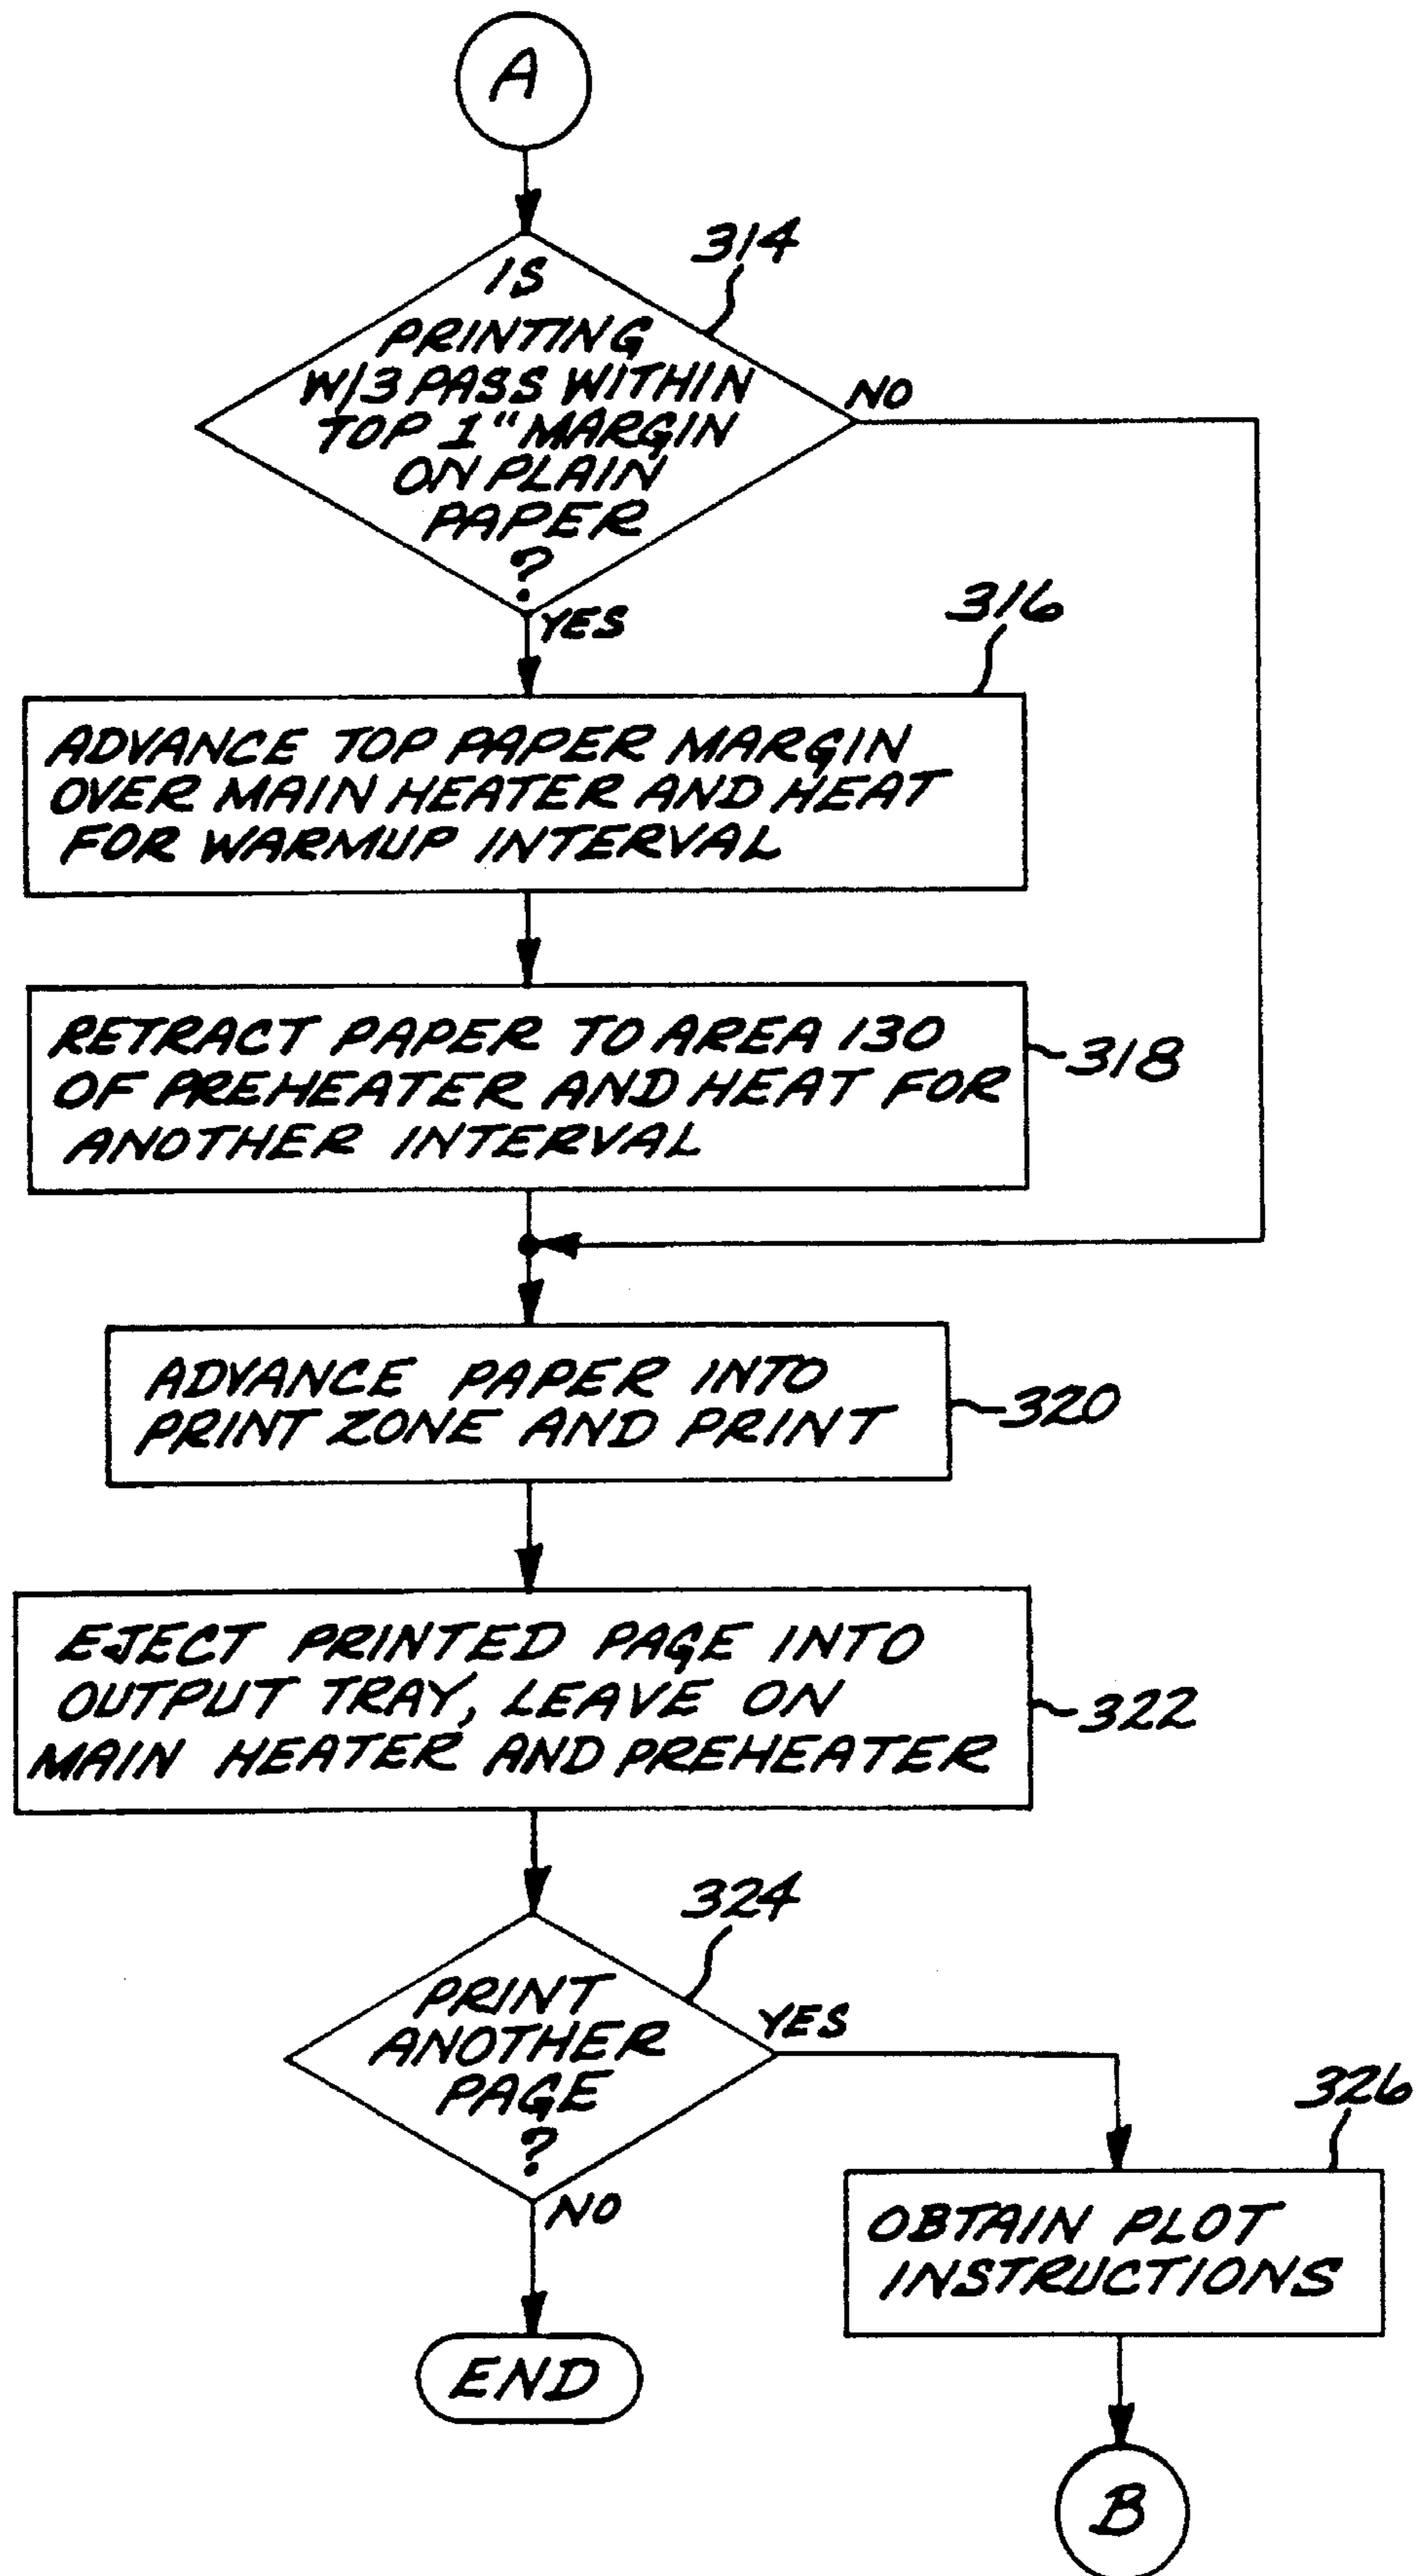 A
314
IS
PRINTING
W/3 PASS WITHIN
TOP 1" MARGIN
ON PLAIN
PAPER
?
NO
YES
316
ADVANCE TOP PAPER MARGIN
OVER MAIN HEATER AND HEAT
FOR WARMUP INTERVAL
RETRACT PAPER TO AREA 130
OF PREHEATER AND HEAT FOR
ANOTHER INTERVAL
318
ADVANCE PAPER INTO
PRINT ZONE AND PRINT
320
EJECT PRINTED PAGE INTO
OUTPUT TRAY, LEAVE ON
MAIN HEATER AND PREHEATER
322
324
PRINT
ANOTHER
PAGE
?
YES
NO
326
OBTAIN PLOT
INSTRUCTIONS
END
B